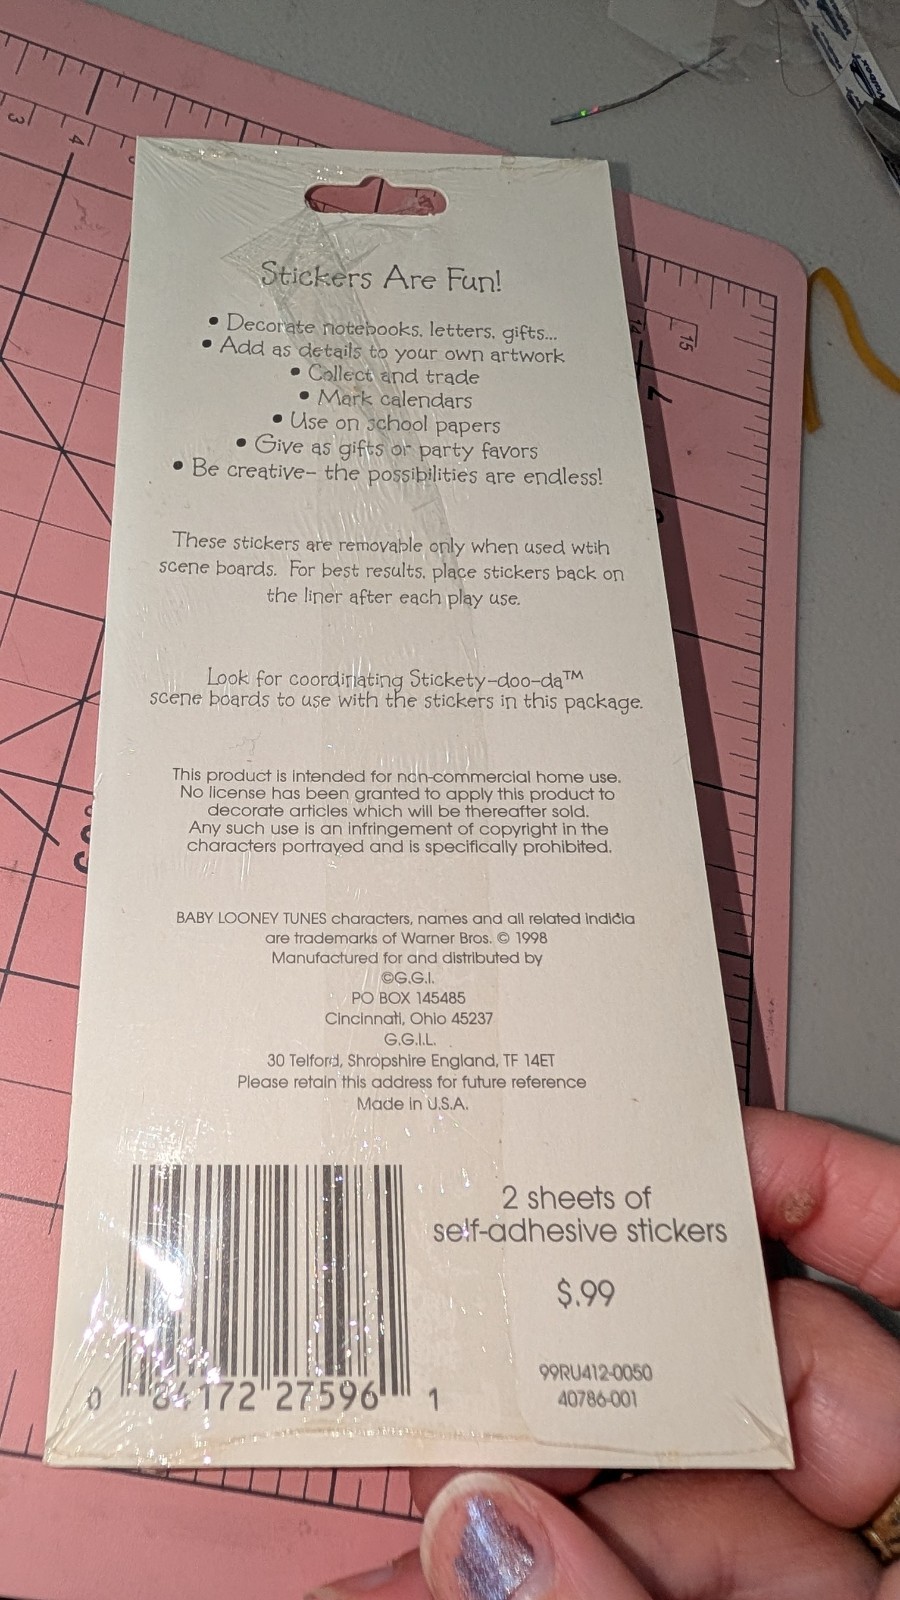 Stickers Are Fun!
• Decorate notebooks, letters, gifts...
• Add as details to your own artwork
• Collect and trade
• Mark calendars
• Use on school papers
• Give as gifts or party favors
• Be creative– the possibilities are endless!
These stickers are removable only when used wtih
scene boards. For best results, place stickers back on
the liner after each play use.
Look for coordinating Stickety-doo-da™
scene boards to use with the stickers in this package.
This product is intended for non-commercial home use.
No license has been granted to apply this product to
decorate articles which will be thereafter sold.
Any such use is an infringement of copyright in the
characters portrayed and is specifically prohibited.
BABY LOONEY TUNES characters, names and all related indicia
are trademarks of Warner Bros. © 1998
Manufactured for and distributed by
©G.G.I.
PO BOX 145485
Cincinnati, Ohio 45237
G.G.I.L.
30 Telford, Shropshire England, TF 14ET
Please retain this address for future reference
Made in U.S.A.
2 sheets of
self-adhesive stickers
$.99
99RU412-0050
40786-001
0 84172 27596 1
3
4
15
7